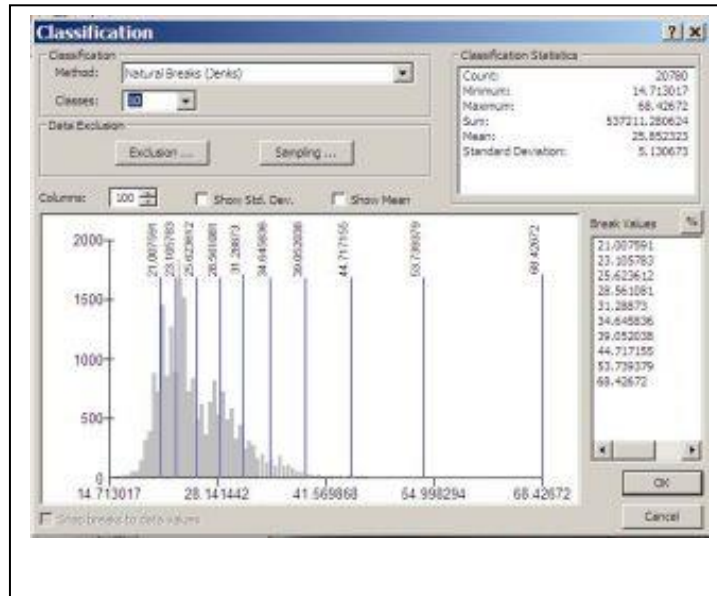 Classification
Classification
Method: Natural Breaks (Jenks)
Classes: 10
Data Exclusion
Exclusion ... Sampling ...
Classification Statistics
Count: 20780
Minimum: 14.713017
Maximum: 68.42672
Sum: 537211.280624
Mean: 25.852323
Standard Deviation: 5.130673
Columns: 100 Show Std. Dev. Show Mean
Break Values %
21.007591
23.105783
25.623612
28.561081
31.28873
34.645836
39.052038
44.717155
53.739379
68.42672
2000
1500
1000
500
0
14.713017 28.141442 41.569868 54.998294 68.42672
21.007591
23.105783
25.623612
28.561081
31.28873
34.645836
39.052038
44.717155
53.739379
68.42672
Snap breaks to data values
OK
Cancel